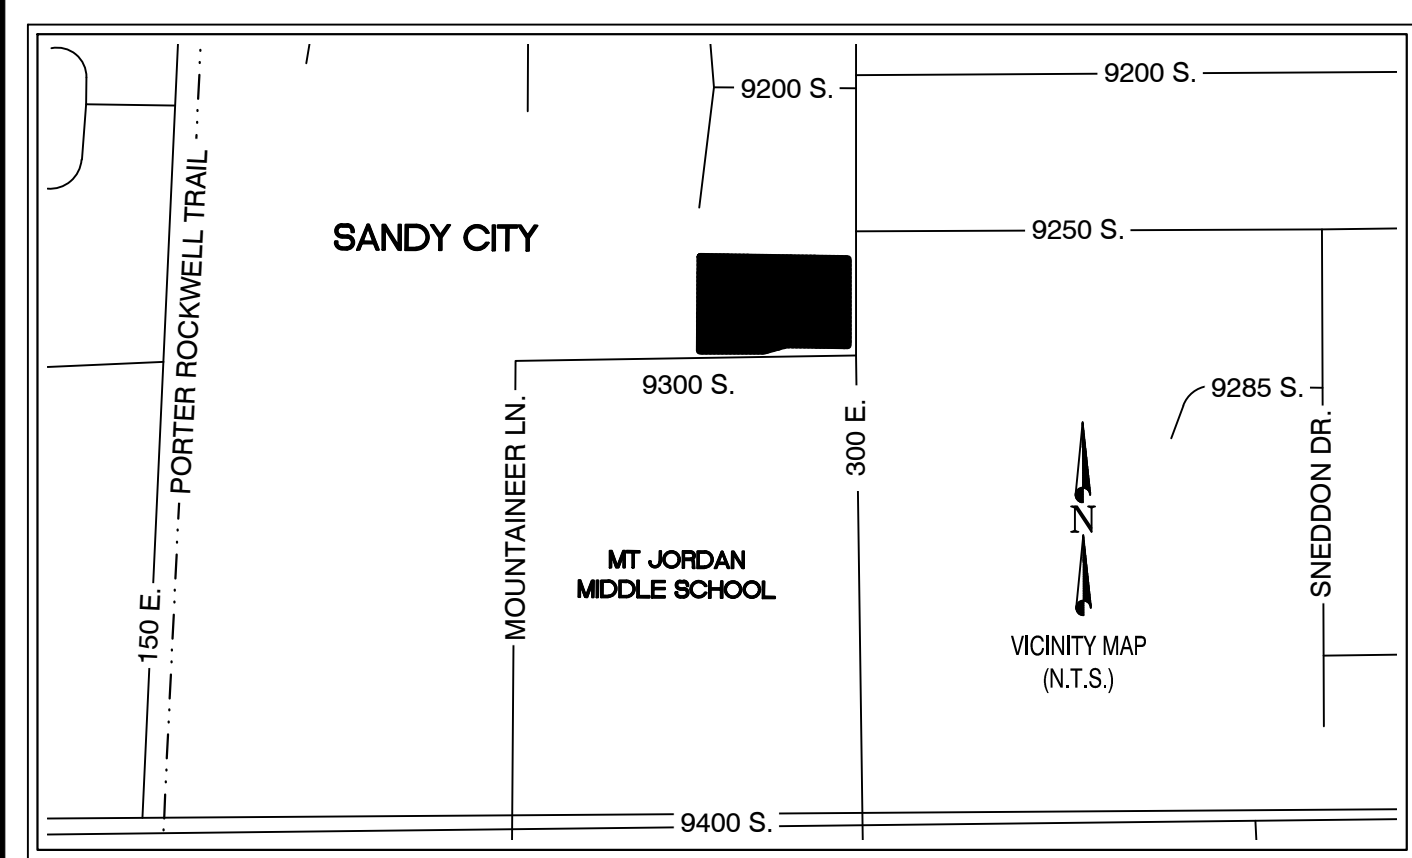 9200 S.
9200 S.
PORTER ROCKWELL TRAIL
SANDY CITY
9250 S.
9300 S.
9285 S.
MOUNTAINEER LN.
300 E.
SNEDDON DR.
N
MT JORDAN
MIDDLE SCHOOL
150 E.
VICINITY MAP
(N.T.S.)
9400 S.